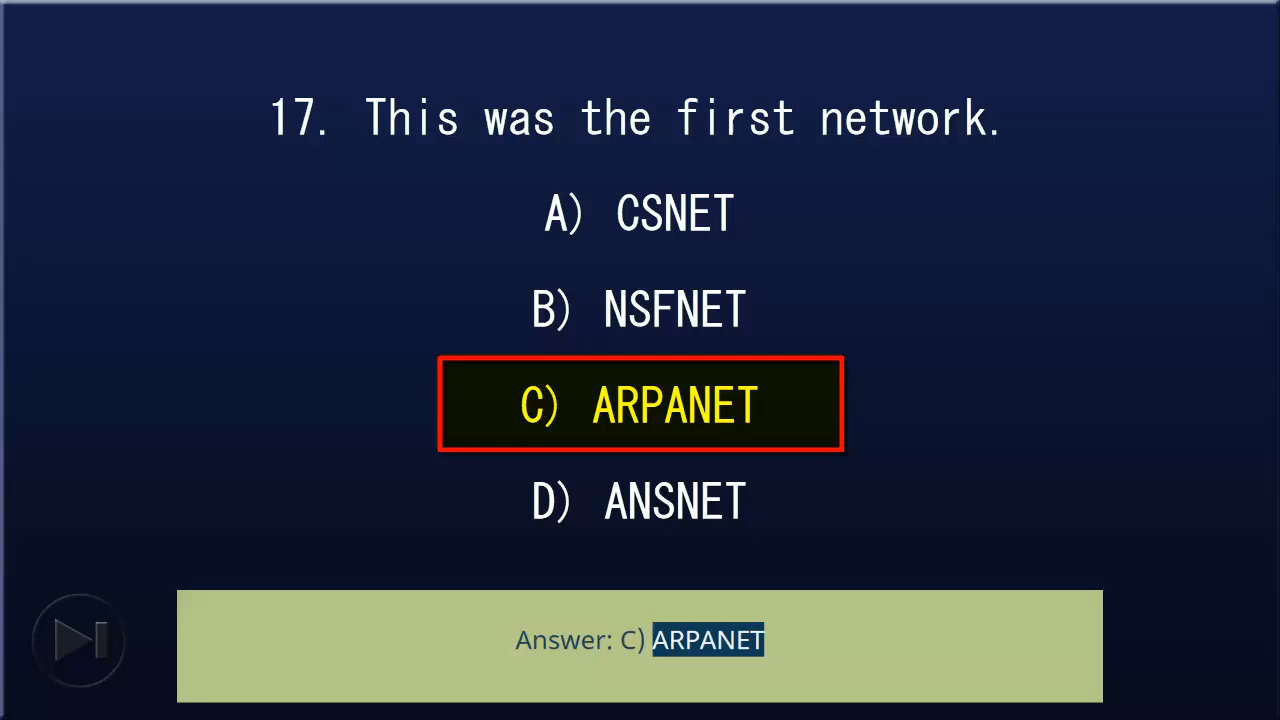 17. This was the first network.
A) CSNET
B) NSFNET
C) ARPANET
D) ANSNET
Answer: C) ARPANET